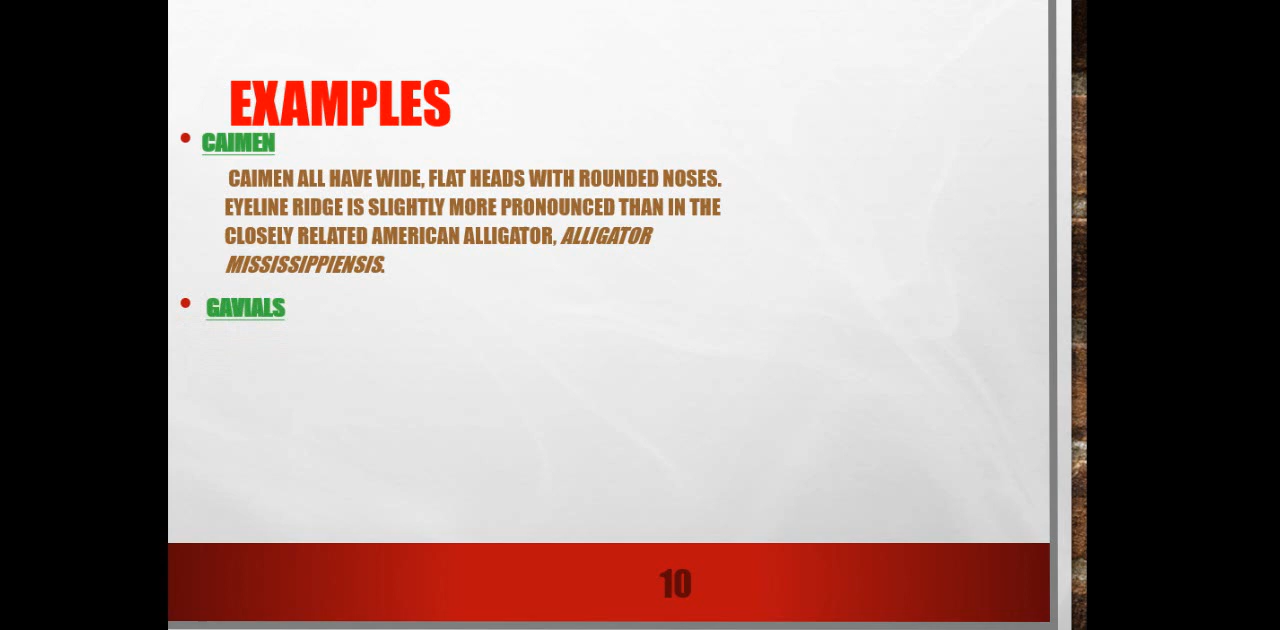 EXAMPLES
• CAIMEN
CAIMEN ALL HAVE WIDE, FLAT HEADS WITH ROUNDED NOSES.
EYELINE RIDGE IS SLIGHTLY MORE PRONOUNCED THAN IN THE
CLOSELY RELATED AMERICAN ALLIGATOR, ALLIGATOR
MISSISSIPPIENSIS.
• GAVIALS
10